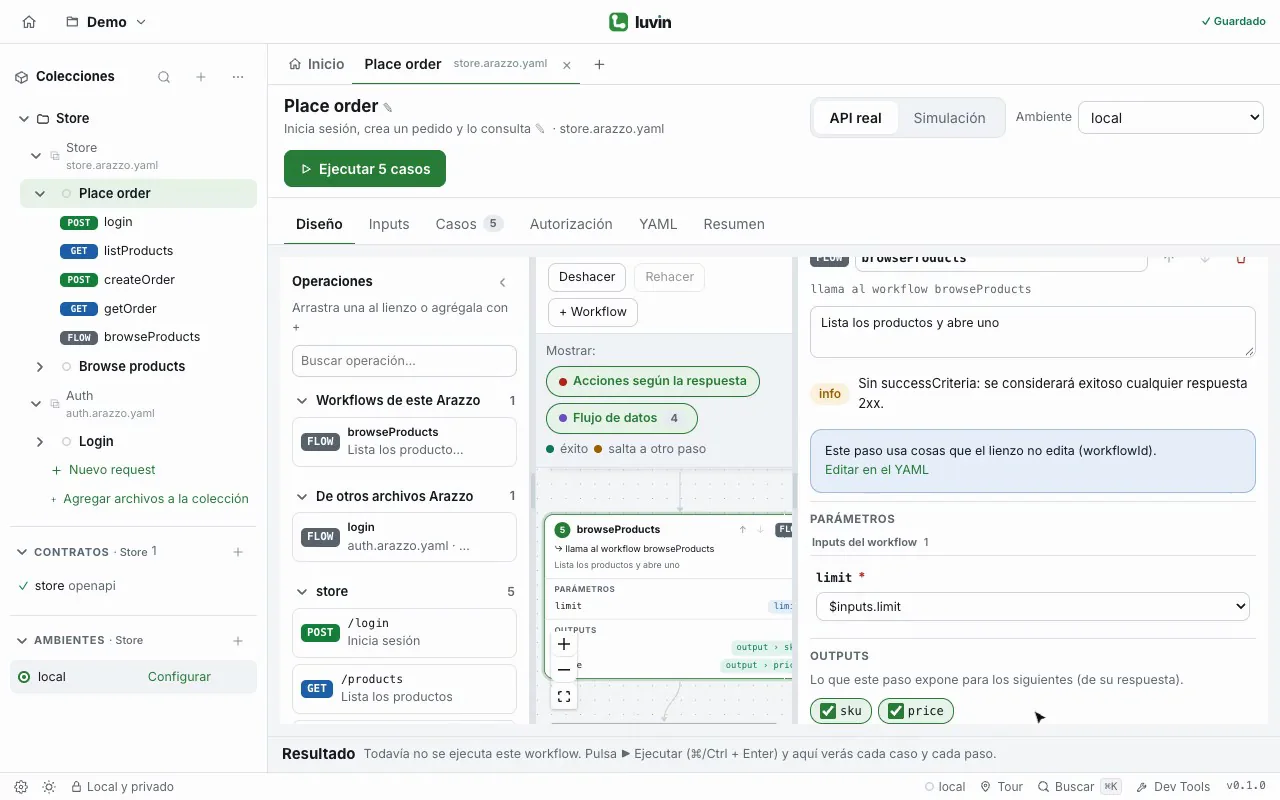 Demo
luvin
✓ Guardado
Colecciones
Store
Store
store.arazzo.yaml
Place order
POST login
GET listProducts
POST createOrder
GET getOrder
FLOW browseProducts
Browse products
Auth
auth.arazzo.yaml
Login
+ Nuevo request
+ Agregar archivos a la colección
CONTRATOS · Store 1
store openapi
AMBIENTES · Store
local Configurar
Inicio
Place order store.arazzo.yaml
Place order
Inicia sesión, crea un pedido y lo consulta · store.arazzo.yaml
API real
Simulación
Ambiente
local
Ejecutar 5 casos
Diseño
Inputs
Casos 5
Autorización
YAML
Resumen
Operaciones
Arrastra una al lienzo o agrégala con
+
Buscar operación...
Workflows de este Arazzo 1
FLOW
browseProducts
Lista los producto...
De otros archivos Arazzo 1
FLOW
login
auth.arazzo.yaml · ...
store 5
POST
/login
Inicia sesión
GET
/products
Lista los productos
Deshacer
Rehacer
+ Workflow
Mostrar:
Acciones según la respuesta
Flujo de datos 4
éxito
salta a otro paso
5 browseProducts
↪ llama al workflow browseProducts
Lista los productos y abre uno
PARÁMETROS
limit
OUTPUTS
FLOW browseProducts
llama al workflow browseProducts
Lista los productos y abre uno
info
Sin successCriteria: se considerará exitoso cualquier respuesta
2xx.
Este paso usa cosas que el lienzo no edita (workflowId).
Editar en el YAML
PARÁMETROS
Inputs del workflow 1
limit *
$inputs.limit
OUTPUTS
Lo que este paso expone para los siguientes (de su respuesta).
sku
price
Resultado Todavía no se ejecuta este workflow. Pulsa ▶ Ejecutar (⌘/Ctrl + Enter) y aquí verás cada caso y cada paso.
Local y privado
local
Tour
Buscar ⌘K
Dev Tools
v0.1.0